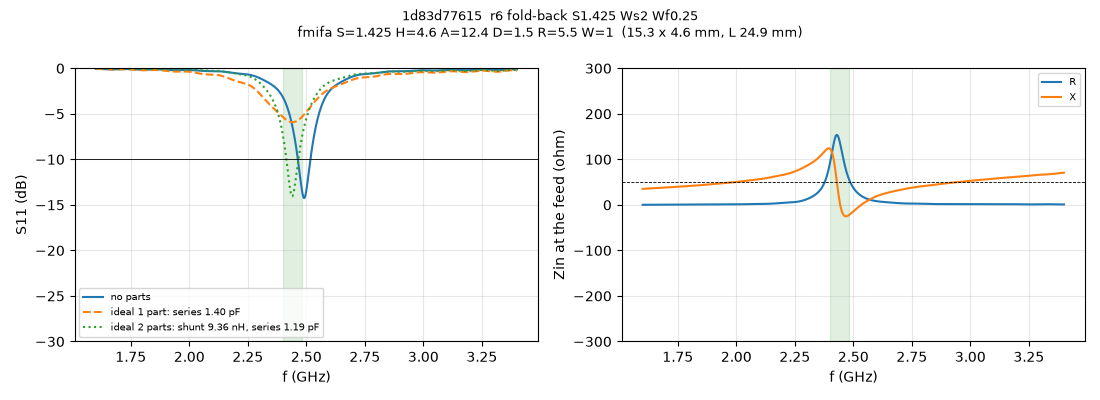 1d83d77615  r6 fold-back S1.425 Ws2 Wf0.25
fmifa S=1.425 H=4.6 A=12.4 D=1.5 R=5.5 W=1  (15.3 x 4.6 mm, L 24.9 mm)
S11 (dB)
0
−5
−10
−15
−20
−25
−30
no parts
ideal 1 part: series 1.40 pF
ideal 2 parts: shunt 9.36 nH, series 1.19 pF
1.75 2.00 2.25 2.50 2.75 3.00 3.25
f (GHz)
Zin at the feed (ohm)
300
200
100
0
−100
−200
−300
R
X
1.75 2.00 2.25 2.50 2.75 3.00 3.25
f (GHz)